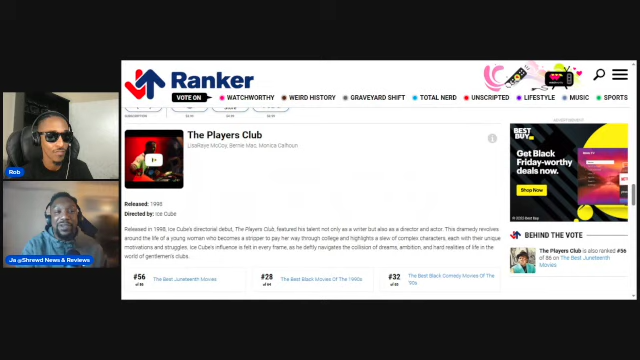 Ranker
VOTE ON WATCHWORTHY WEIRD HISTORY GRAVEYARD SHIFT TOTAL NERD UNSCRIPTED LIFESTYLE MUSIC SPORTS
The Players Club
LisaRaye McCoy, Bernie Mac, Monica Calhoun
Released: 1998
Directed by: Ice Cube
Released in 1998, Ice Cube's directorial debut, The Players Club, featured his talent not only as a writer but also as a director and actor. This dramedy revolves
around the life of a young woman who becomes a stripper to pay her way through college and highlights a slew of complex characters, each with their unique
motivations and struggles. Ice Cube's influence is felt in every frame, as he deftly navigates the collision of dreams, ambition, and hard realities of life in the
world of gentlemen's clubs.
#56 The Best Juneteenth Movies
#28 The Best Black Movies Of The 1990s
#32 The Best Black Comedy Movies Of The
'90s
BEST
BUY
Get Black
Friday-worthy
deals now.
Shop Now
BEHIND THE VOTE
The Players Club is also ranked #56
of 86 on The Best Juneteenth
Movies
Rob
Ja @Shrewd News & Reviews